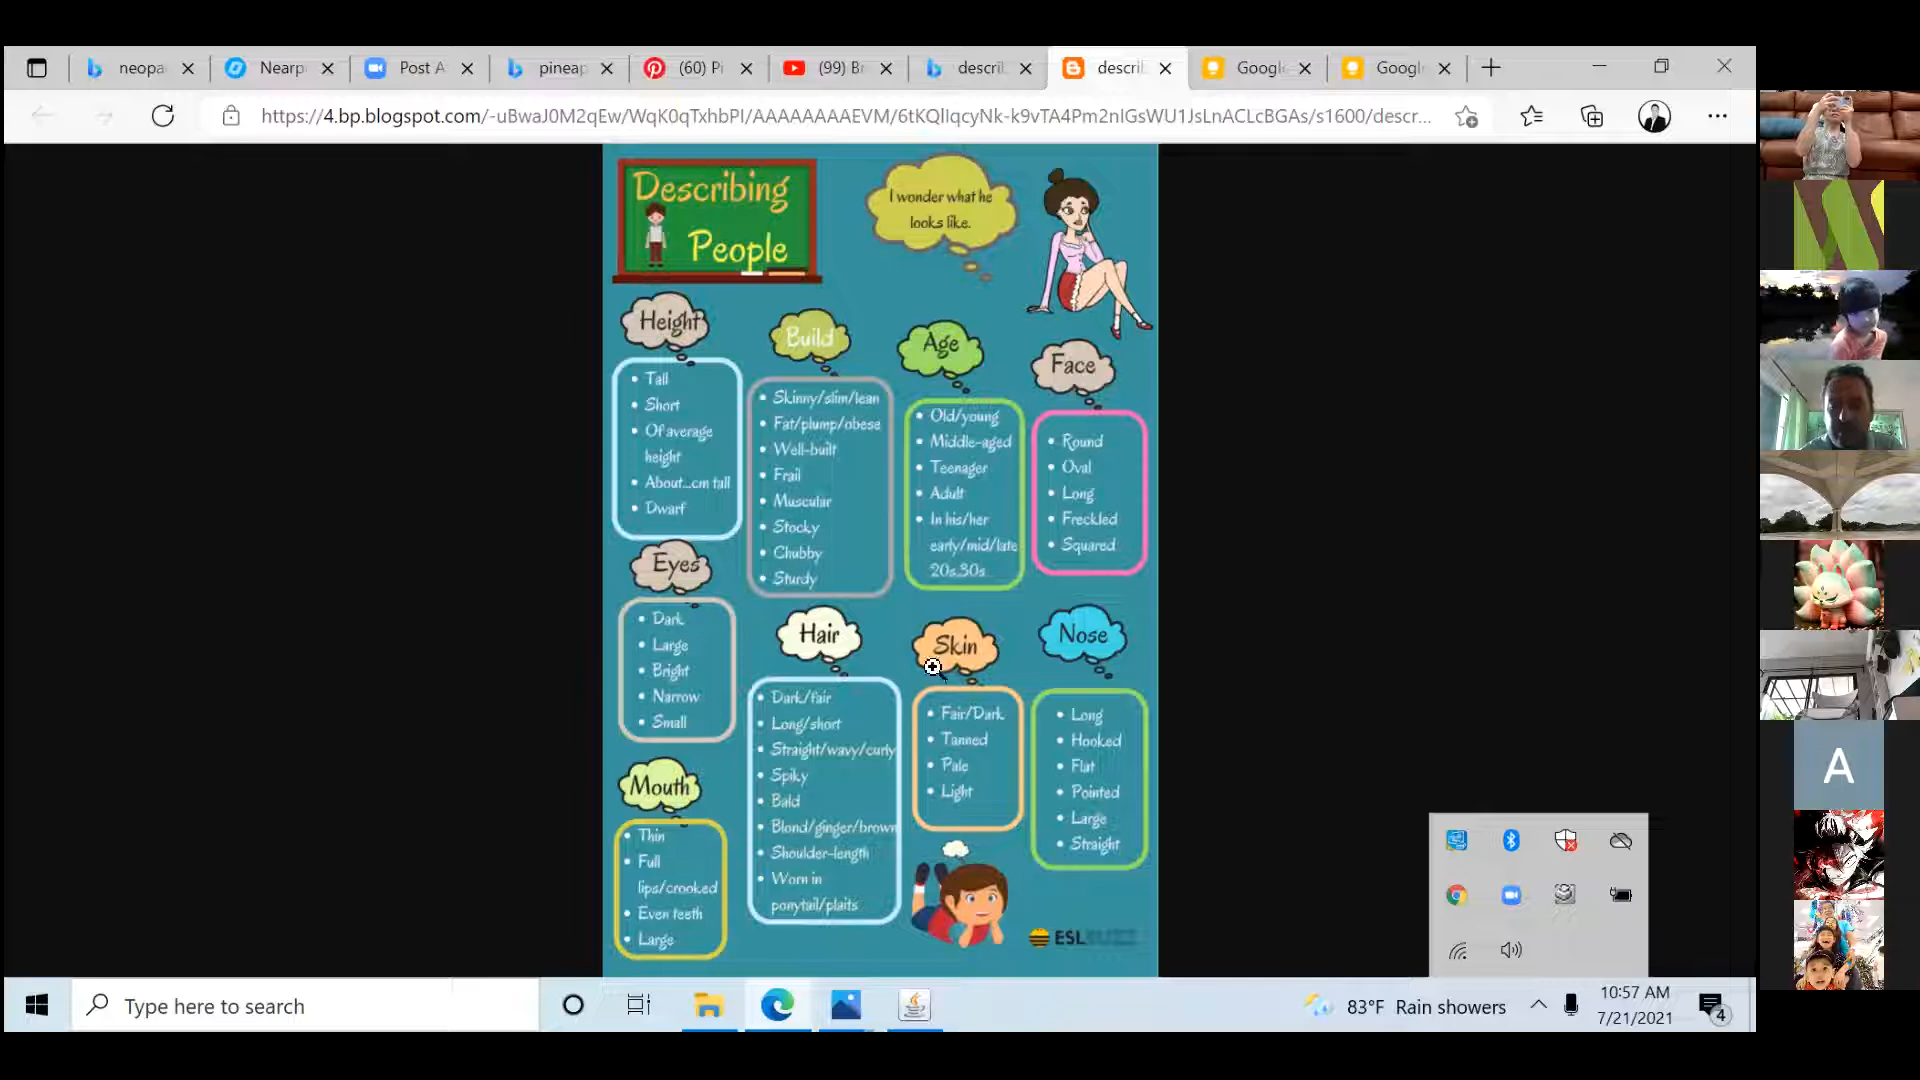 neopa
Nearp
Post A
pineap
(60) Pi
(99) Br
descril
descril
Google
Googl
https://4.bp.blogspot.com/-uBwaJ0M2qEw/WqK0qTxhbPI/AAAAAAAAEVM/6tKQlIqcyNk-k9vTA4Pm2nIGsWU1JsLnACLcBGAs/s1600/descr...
Describing
People
I wonder what he
looks like.
Height
• Tall
• Short
• Of average
height
• About...cm tall
• Dwarf
Build
• Skinny/slim/lean
• Fat/plump/obese
• Well-built
• Frail
• Muscular
• Stocky
• Chubby
• Sturdy
Age
• Old/young
• Middle-aged
• Teenager
• Adult
• In his/her
early/mid/late
20s.30s
Face
• Round
• Oval
• Long
• Freckled
• Squared
Eyes
• Dark
• Large
• Bright
• Narrow
• Small
Hair
• Dark/fair
• Long/short
• Straight/wavy/curly
• Spiky
• Bald
• Blond/ginger/brown
• Shoulder-length
• Worn in
ponytail/plaits
Skin
• Fair/Dark
• Tanned
• Pale
• Light
Nose
• Long
• Hooked
• Flat
• Pointed
• Large
• Straight
Mouth
• Thin
• Full
lips/crooked
• Even teeth
• Large
ESLBUZZ
A
Type here to search
83°F Rain showers
10:57 AM
7/21/2021
4